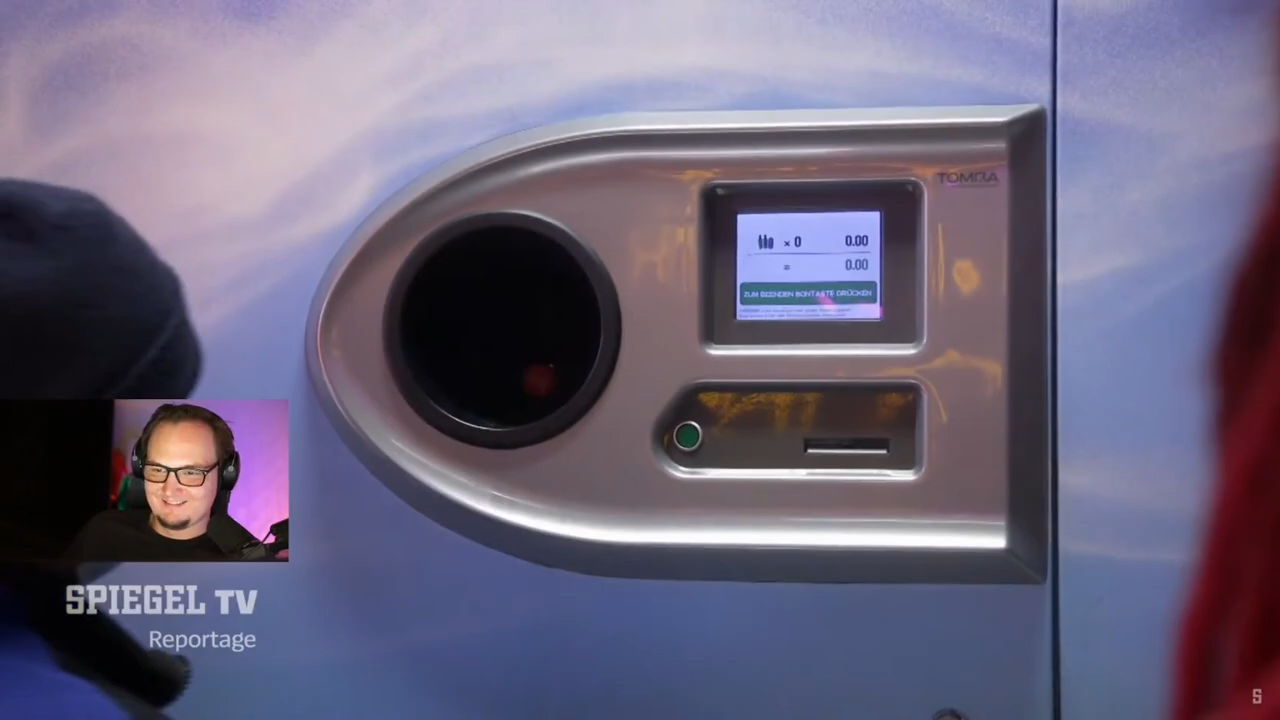 TOMRA
x 0 0.00
= 0.00
ZUM BEENDEN BONTASTE DRÜCKEN
SPIEGEL TV
Reportage
S